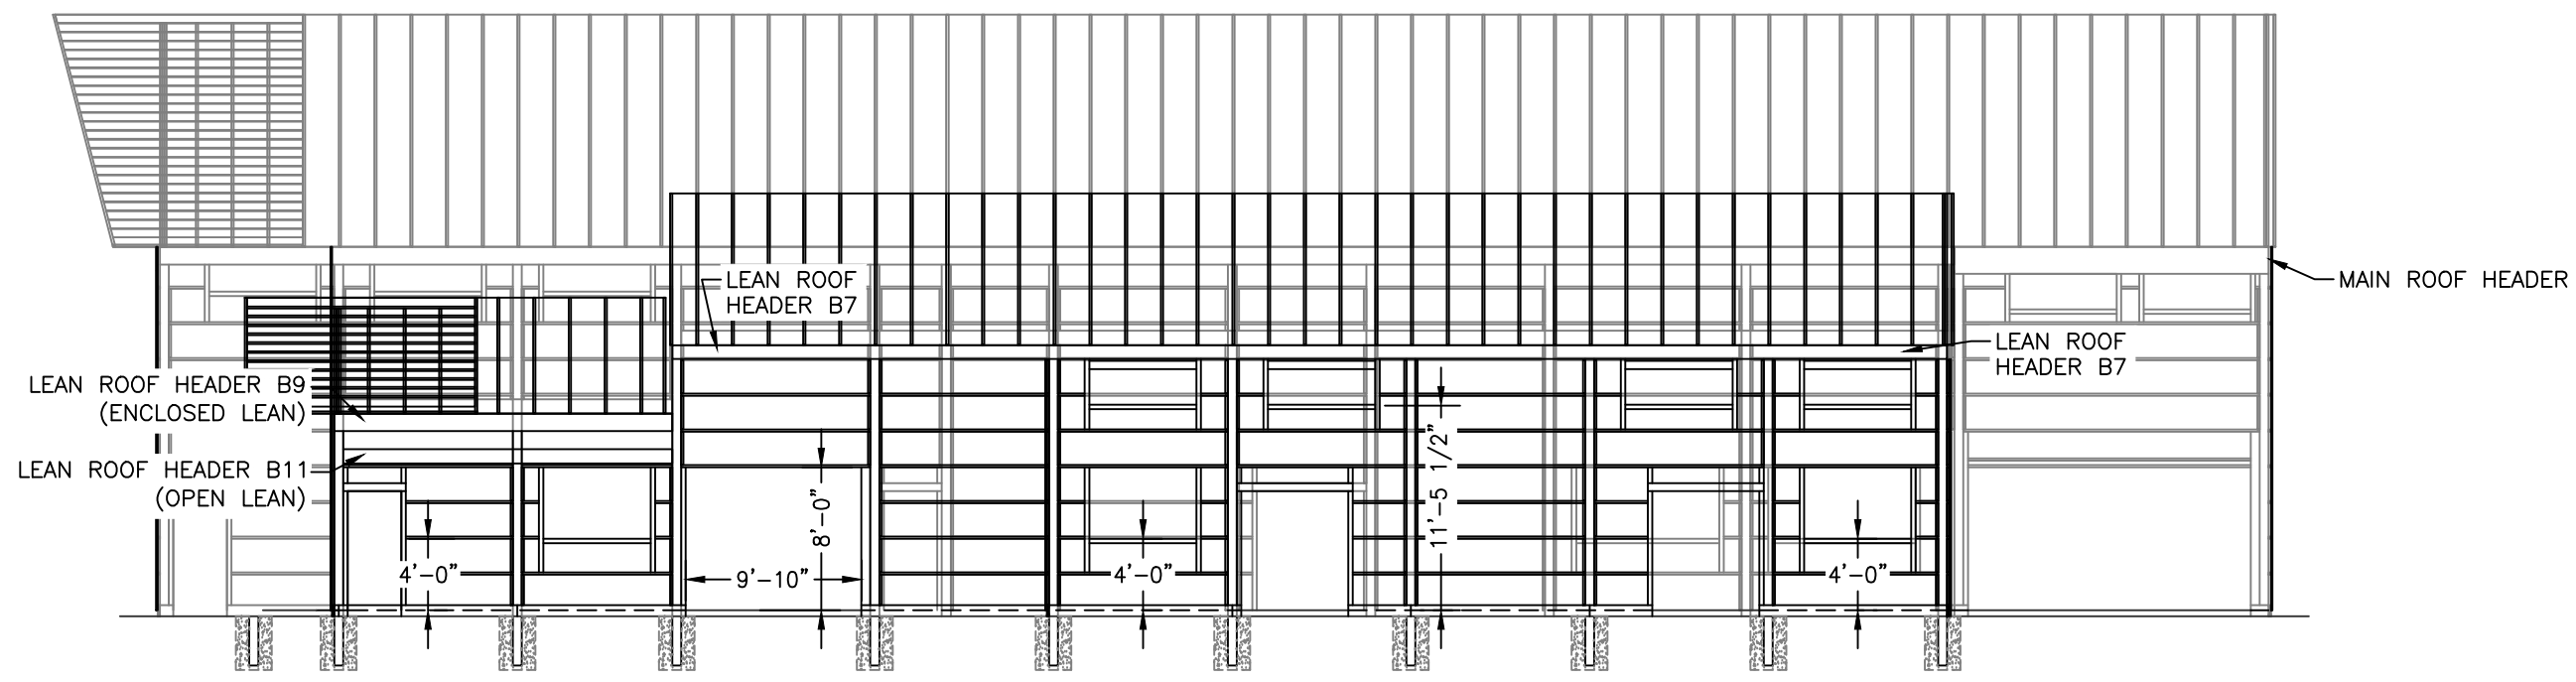 LEAN ROOF
HEADER B7
MAIN ROOF HEADER
LEAN ROOF
HEADER B7
LEAN ROOF HEADER B9
(ENCLOSED LEAN)
LEAN ROOF HEADER B11
(OPEN LEAN)
11'-5 1/2"
8'-0"
4'-0"
9'-10"
4'-0"
4'-0"